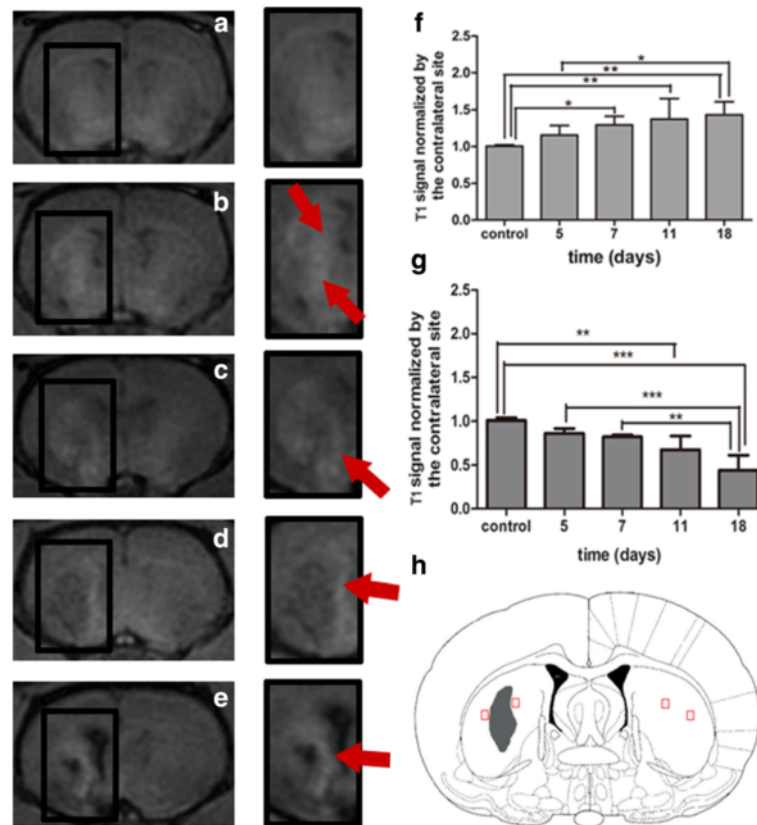 a
b
c
d
e
f
T1 signal normalized by
the contralateral site
2.5
2.0
1.5
1.0
0.5
0.0
*
**
**
*
control 5 7 11 18
time (days)
g
T1 signal normalized by
the contralateral site
2.5
2.0
1.5
1.0
0.5
0.0
**
***
***
**
control 5 7 11 18
time (days)
h